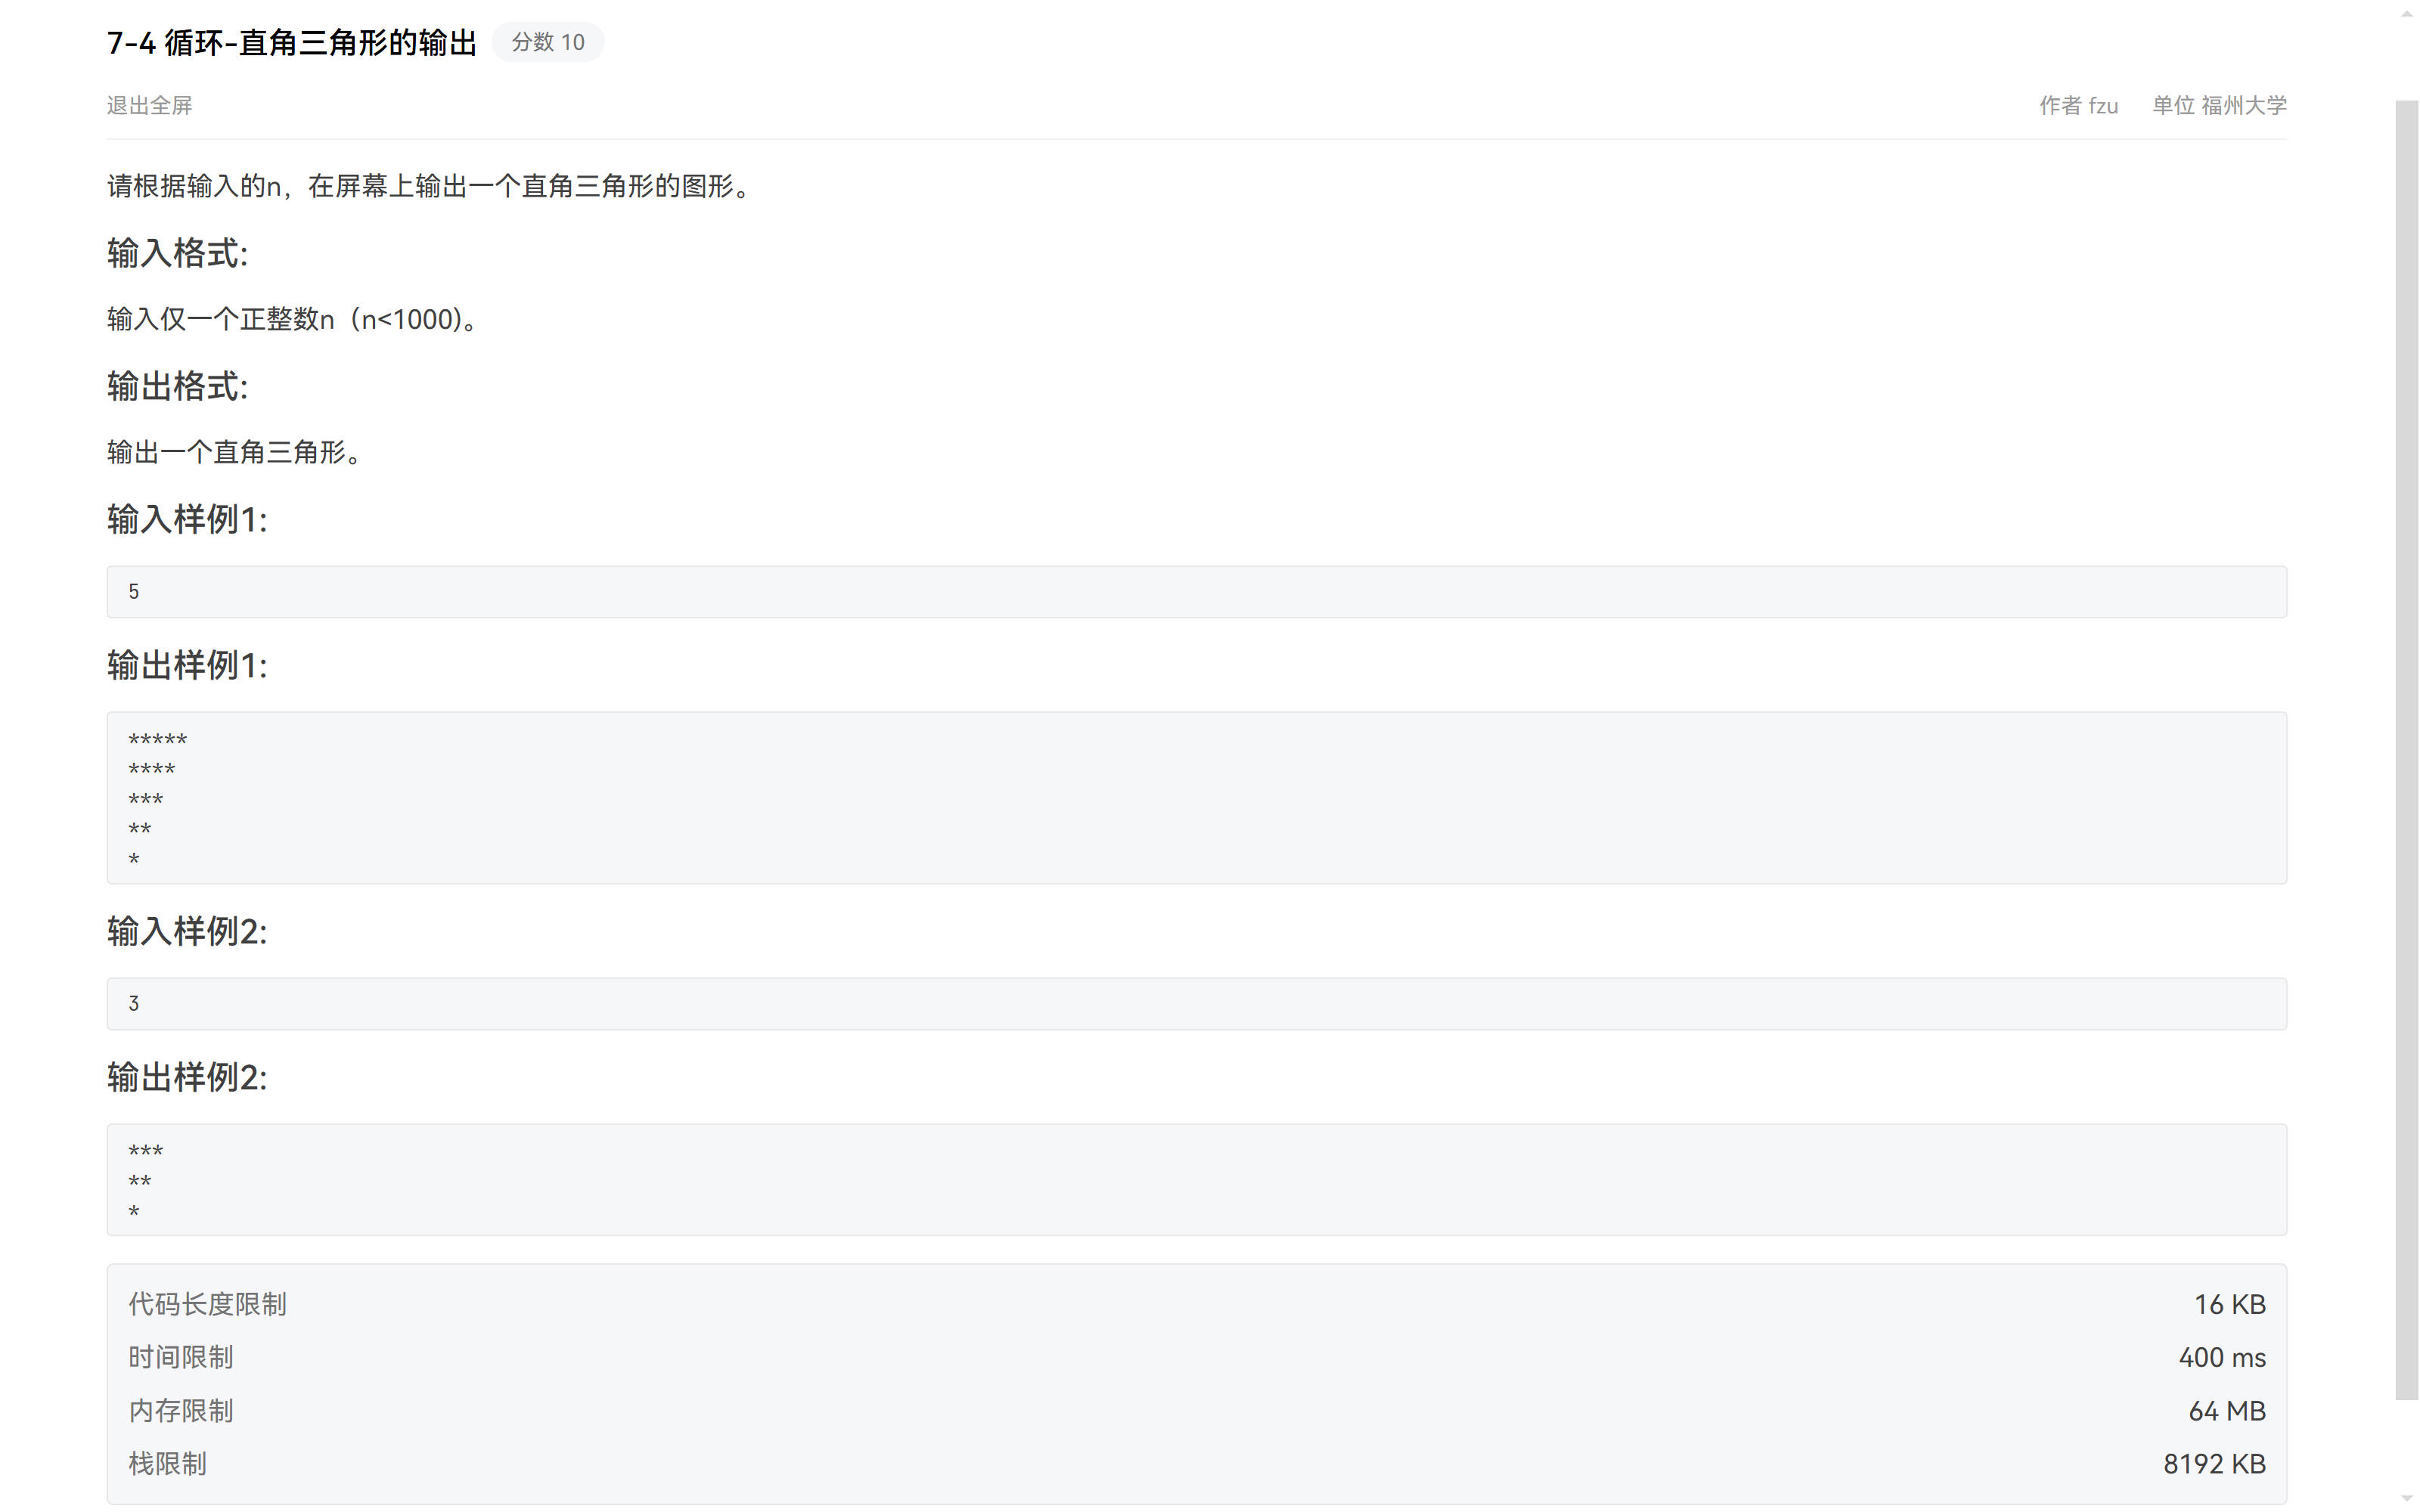 7-4 循环-直角三角形的输出 分数 10
退出全屏 作者 fzu 单位 福州大学
请根据输入的n，在屏幕上输出一个直角三角形的图形。
输入格式:
输入仅一个正整数n（n<1000)。
输出格式:
输出一个直角三角形。
输入样例1:
5
输出样例1:
*****
****
***
**
*
输入样例2:
3
输出样例2:
***
**
*
代码长度限制 16 KB
时间限制 400 ms
内存限制 64 MB
栈限制 8192 KB